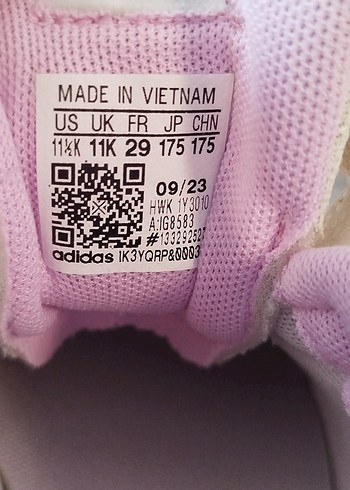 MADE IN VIETNAM
US UK FR JP CHN
11½K 11K 29 175 175
09/23
HWK 1Y3010
A:IG8583
#133292527
adidas IK3YQRP&0003